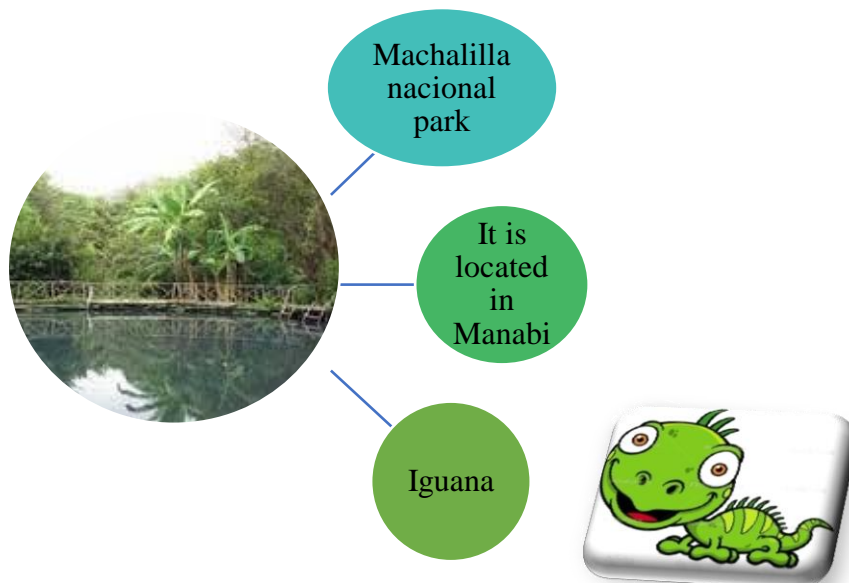 Machalilla
nacional
park
It is
located
in
Manabi
Iguana